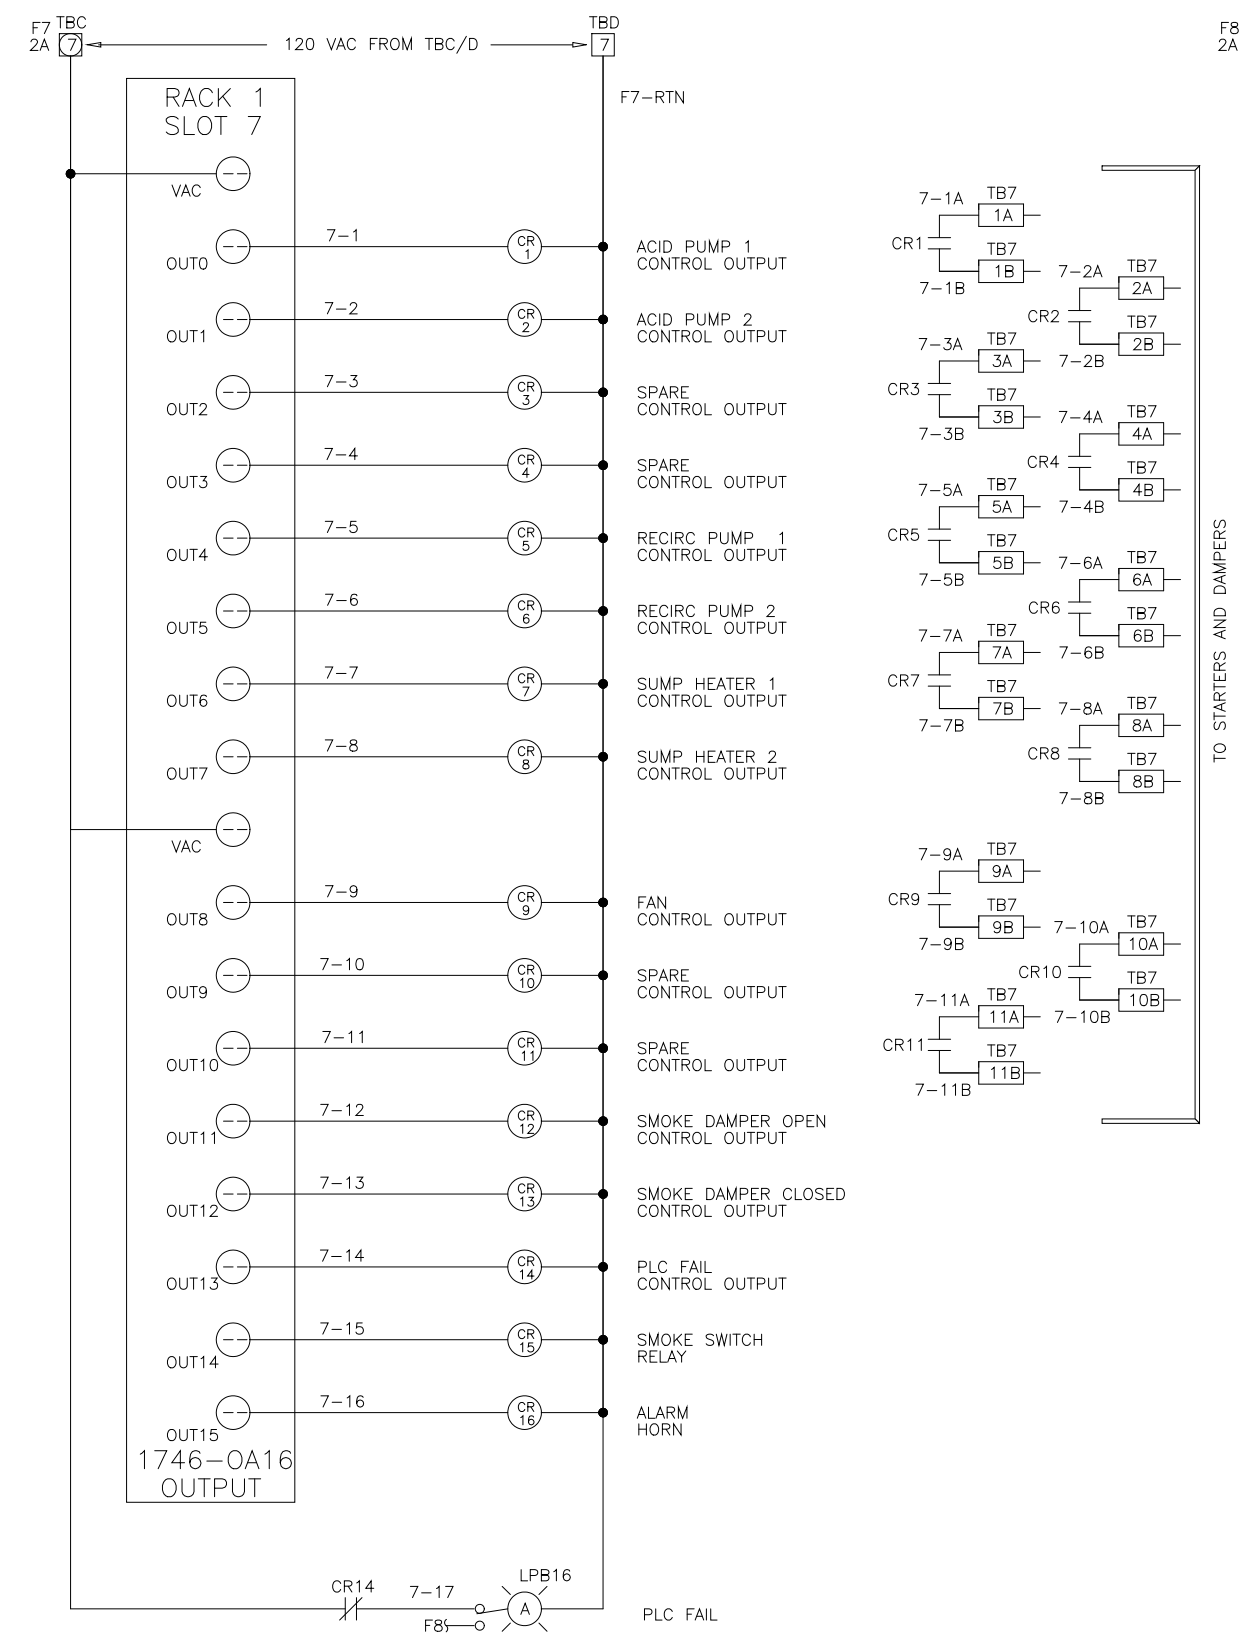 F7 TBC
2A 7
120 VAC FROM TBC/D
TBD
7
F8
2A
F7-RTN
RACK 1
SLOT 7
VAC
OUT0 7-1 CR 1
ACID PUMP 1
CONTROL OUTPUT
OUT1 7-2 CR 2
ACID PUMP 2
CONTROL OUTPUT
OUT2 7-3 CR 3
SPARE
CONTROL OUTPUT
OUT3 7-4 CR 4
SPARE
CONTROL OUTPUT
OUT4 7-5 CR 5
RECIRC PUMP 1
CONTROL OUTPUT
OUT5 7-6 CR 6
RECIRC PUMP 2
CONTROL OUTPUT
OUT6 7-7 CR 7
SUMP HEATER 1
CONTROL OUTPUT
OUT7 7-8 CR 8
SUMP HEATER 2
CONTROL OUTPUT
VAC
OUT8 7-9 CR 9
FAN
CONTROL OUTPUT
OUT9 7-10 CR 10
SPARE
CONTROL OUTPUT
OUT10 7-11 CR 11
SPARE
CONTROL OUTPUT
OUT11 7-12 CR 12
SMOKE DAMPER OPEN
CONTROL OUTPUT
OUT12 7-13 CR 13
SMOKE DAMPER CLOSED
CONTROL OUTPUT
OUT13 7-14 CR 14
PLC FAIL
CONTROL OUTPUT
OUT14 7-15 CR 15
SMOKE SWITCH
RELAY
OUT15 7-16 CR 16
ALARM
HORN
1746-OA16
OUTPUT
CR14 7-17 LPB16
A
F8
PLC FAIL
7-1A TB7
1A
CR1
TB7
7-1B 1B
7-2A TB7
2A
CR2
TB7
7-2B 2B
7-3A TB7
3A
CR3
TB7
7-3B 3B
7-4A TB7
4A
CR4
TB7
7-4B 4B
7-5A TB7
5A
CR5
TB7
7-5B 5B
7-6A TB7
6A
CR6
TB7
7-6B 6B
7-7A TB7
7A
CR7
TB7
7-7B 7B
7-8A TB7
8A
CR8
TB7
7-8B 8B
7-9A TB7
9A
CR9
TB7
7-9B 9B
7-10A TB7
10A
CR10
TB7
7-10B 10B
7-11A TB7
11A
CR11
TB7
7-11B 11B
TO STARTERS AND DAMPERS